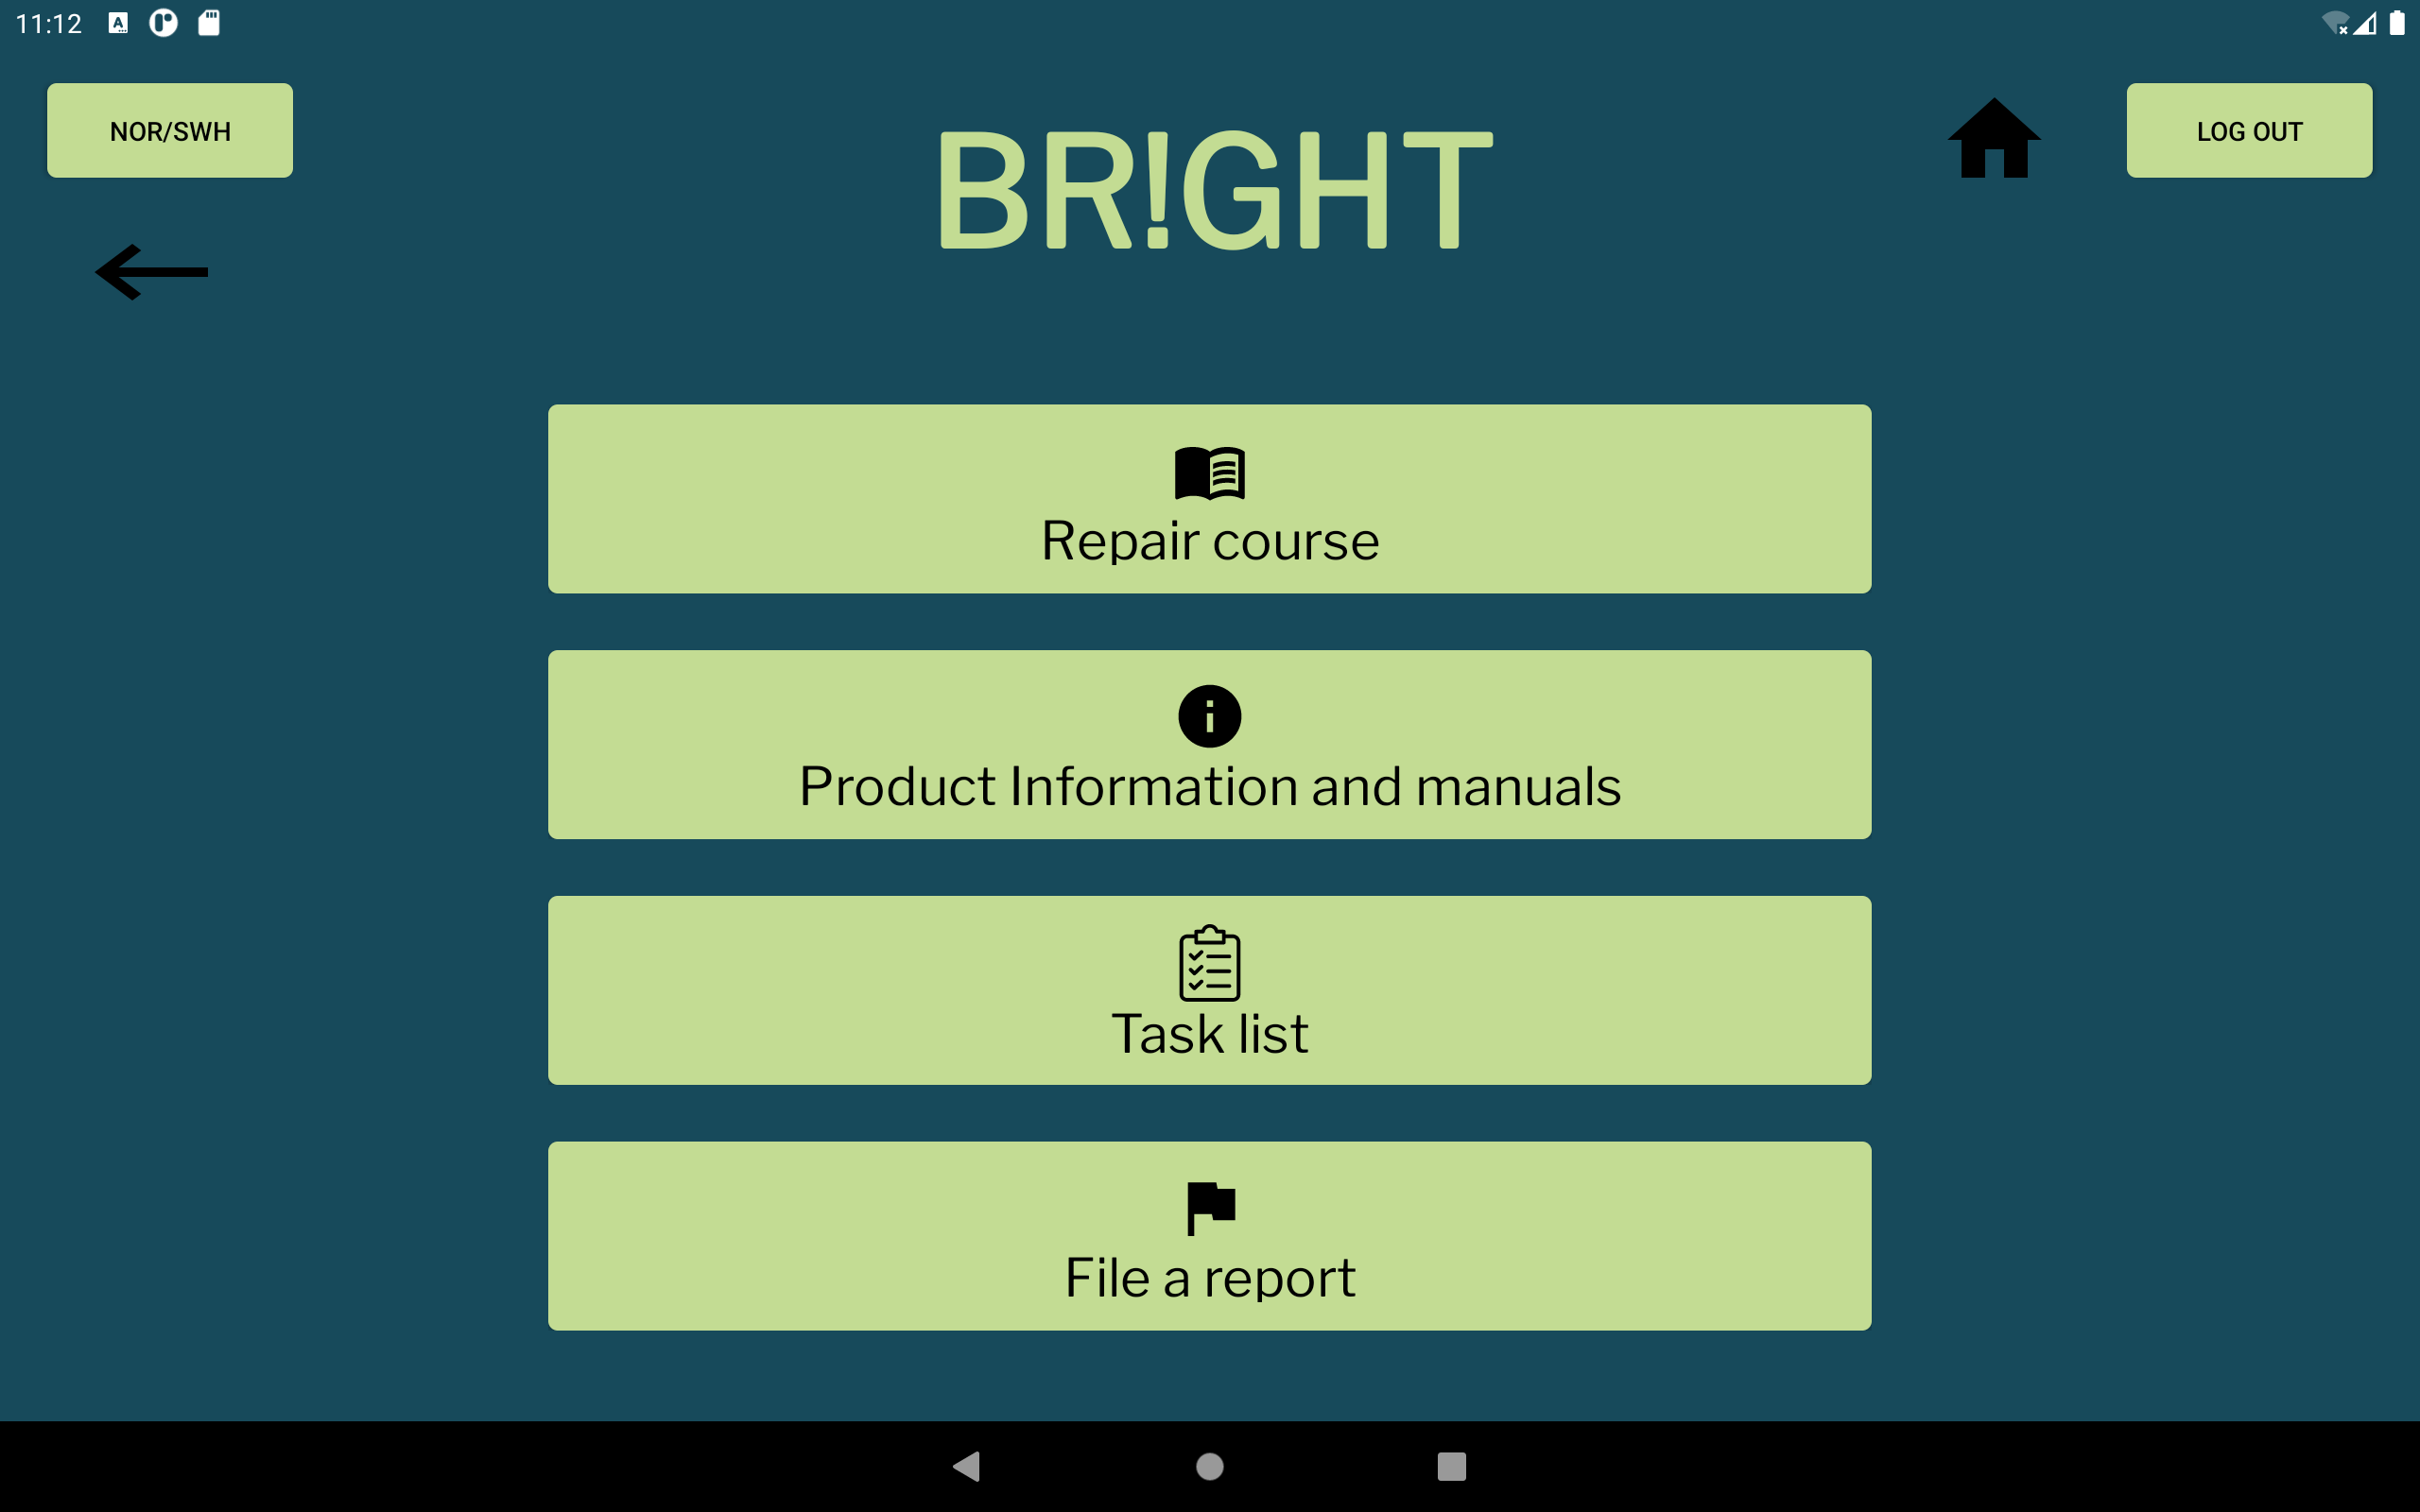 11:12
NOR/SWH
BR!GHT
LOG OUT
Repair course
Product Information and manuals
Task list
File a report